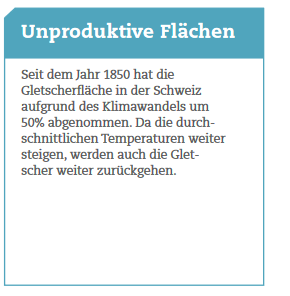 Unproduktive Flächen
Seit dem Jahr 1850 hat die
Gletscherfläche in der Schweiz
aufgrund des Klimawandels um
50% abgenommen. Da die durch-
schnittlichen Temperaturen weiter
steigen, werden auch die Glet-
scher weiter zurückgehen.